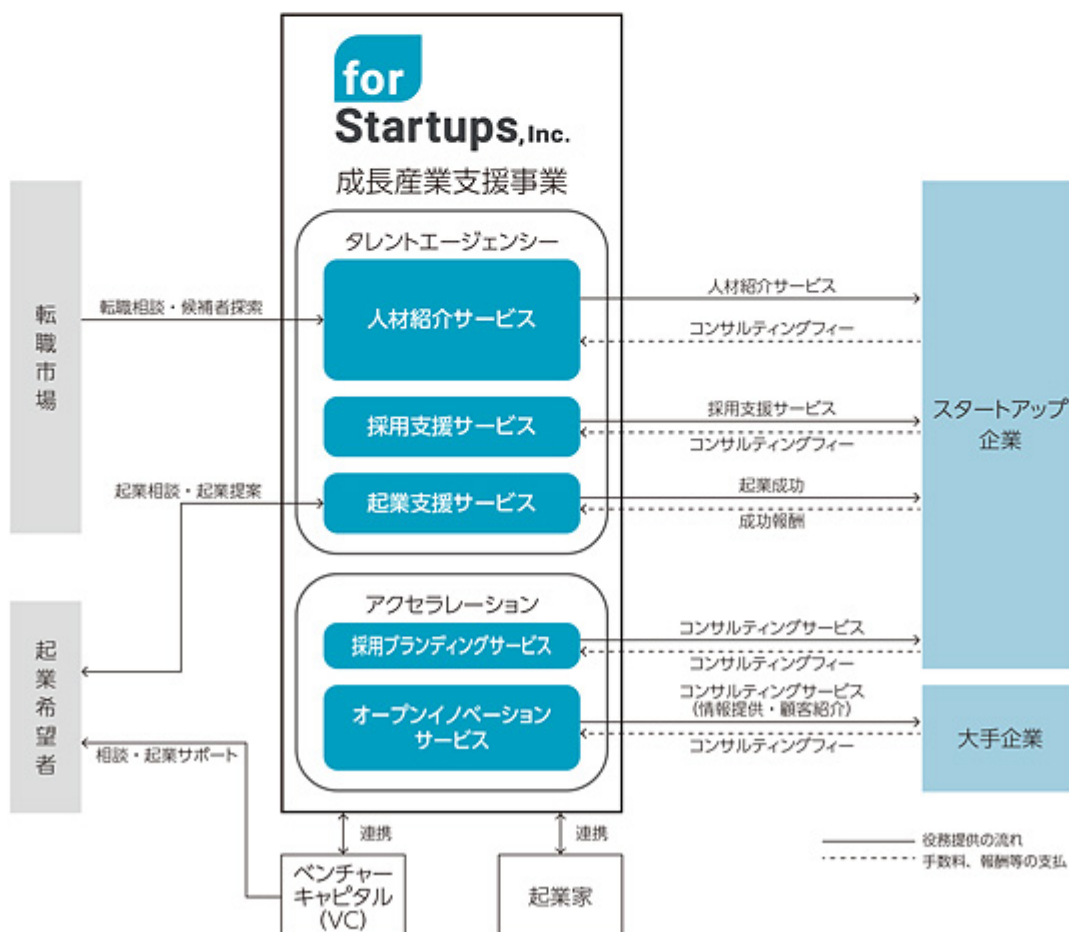 for
Startups,Inc.
成長産業支援事業
タレントエージェンシー
人材紹介サービス
採用支援サービス
起業支援サービス
アクセラレーション
採用ブランディングサービス
オープンイノベーション
サービス
転職市場
転職相談・候補者探索
起業相談・起業提案
起業希望者
相談・起業サポート
人材紹介サービス
コンサルティングフィー
採用支援サービス
コンサルティングフィー
起業成功
成功報酬
コンサルティングサービス
コンサルティングフィー
コンサルティングサービス
(情報提供・顧客紹介)
コンサルティングフィー
スタートアップ
企業
大手企業
連携
連携
ベンチャー
キャピタル
(VC)
起業家
役務提供の流れ
手数料、報酬等の支払